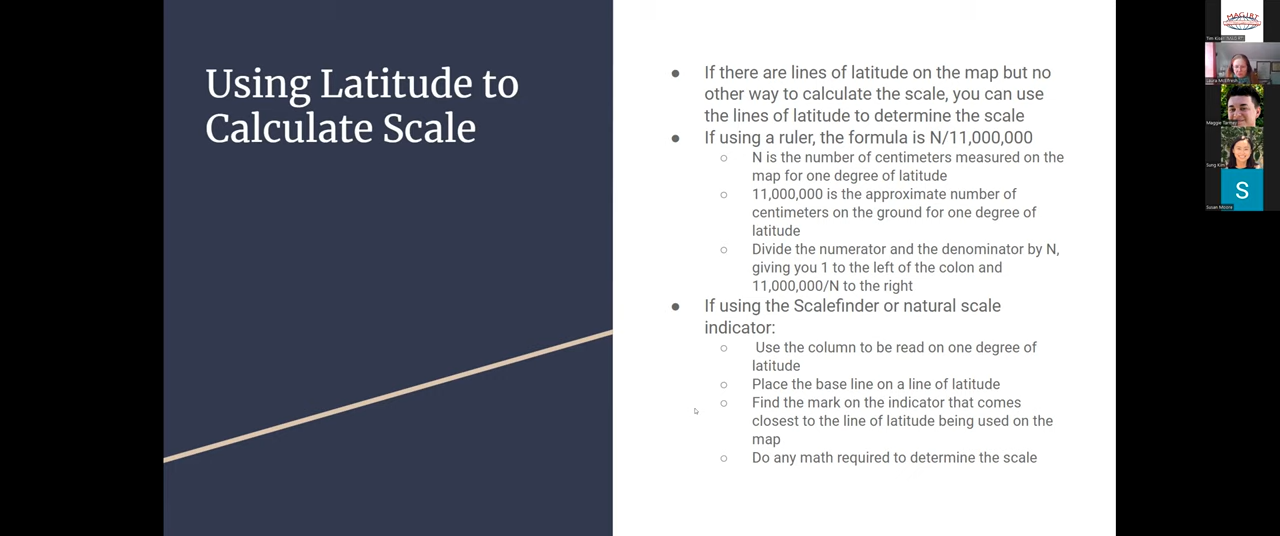 Using Latitude to
Calculate Scale
● If there are lines of latitude on the map but no
other way to calculate the scale, you can use
the lines of latitude to determine the scale
● If using a ruler, the formula is N/11,000,000
○ N is the number of centimeters measured on the
map for one degree of latitude
○ 11,000,000 is the approximate number of
centimeters on the ground for one degree of
latitude
○ Divide the numerator and the denominator by N,
giving you 1 to the left of the colon and
11,000,000/N to the right
● If using the Scalefinder or natural scale
indicator:
○ Use the column to be read on one degree of
latitude
○ Place the base line on a line of latitude
○ Find the mark on the indicator that comes
closest to the line of latitude being used on the
map
○ Do any math required to determine the scale
MAGIRT
Maggie
Sung Kim
S
Susan Moore